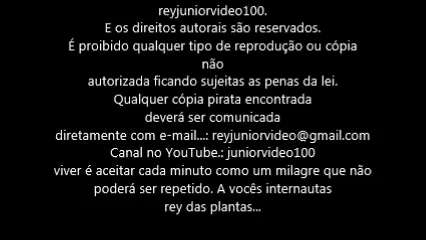 reyjuniorvideo100.
E os direitos autorais são reservados.
É proibido qualquer tipo de reprodução ou cópia
não
autorizada ficando sujeitas as penas da lei.
Qualquer cópia pirata encontrada
deverá ser comunicada
diretamente com e-mail...: reyjuniorvideo@gmail.com
Canal no YouTube.: juniorvideo100
viver é aceitar cada minuto como um milagre que não
poderá ser repetido. A vocês internautas
rey das plantas...